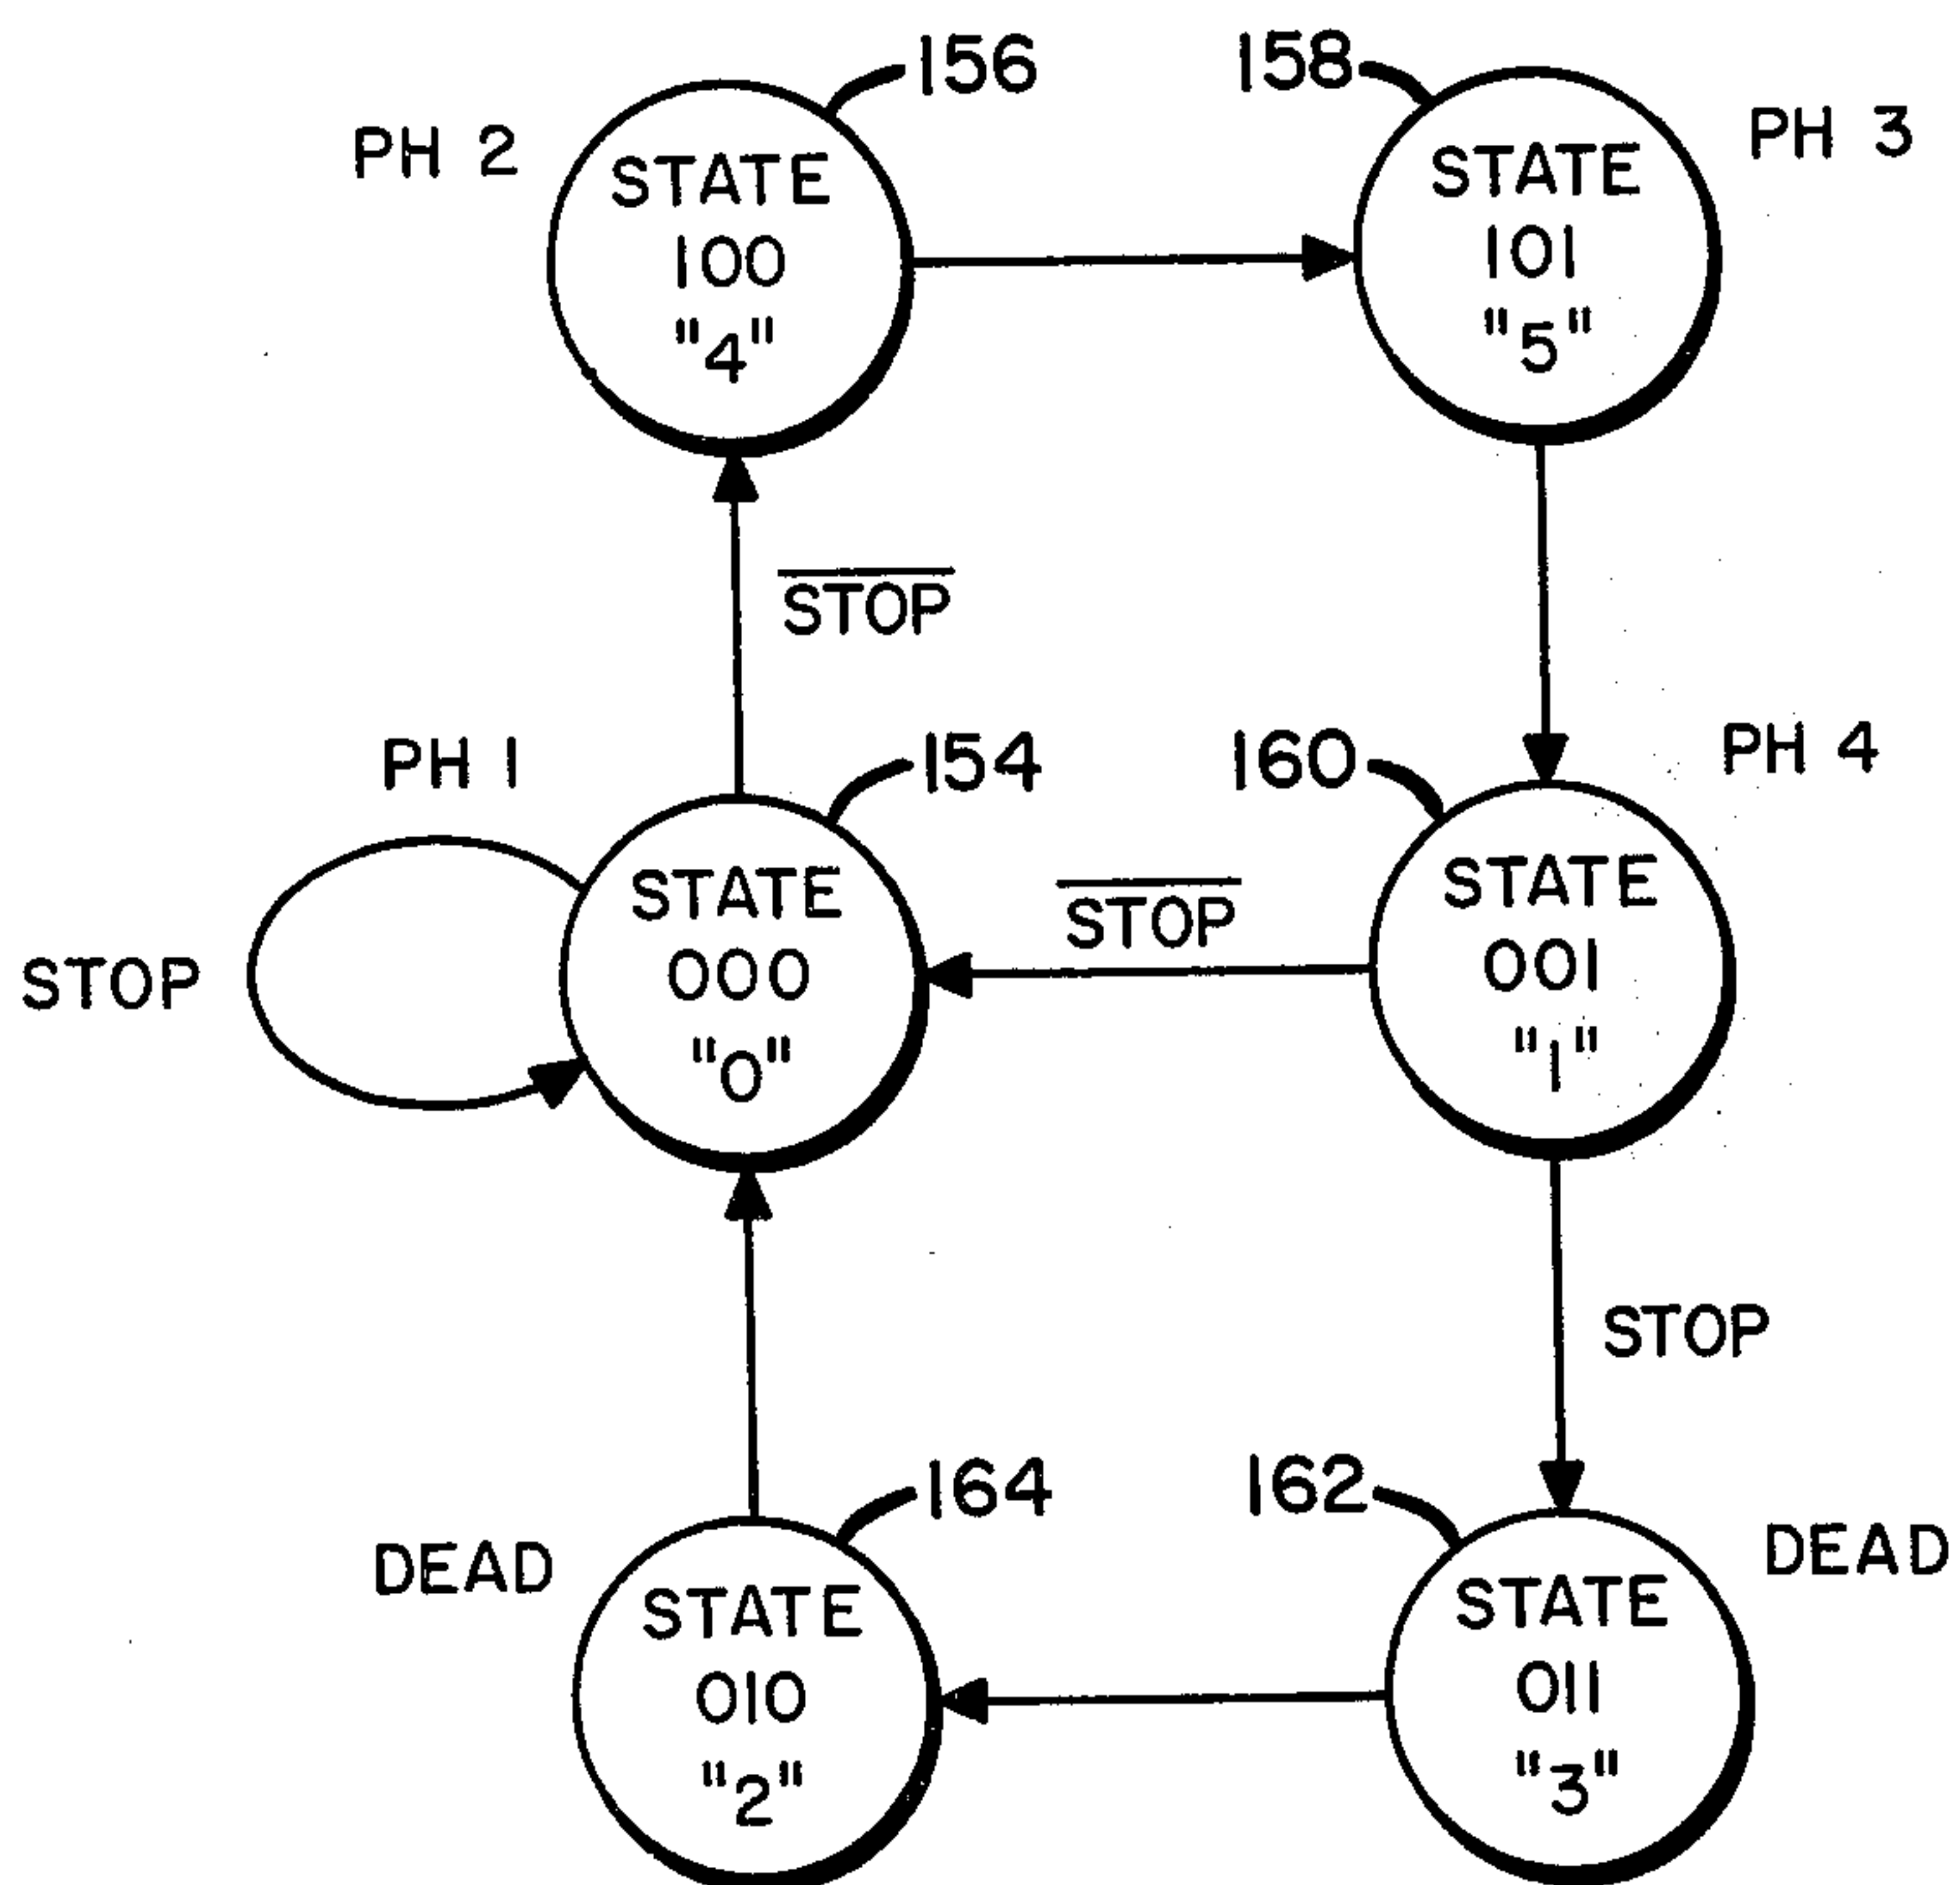 156
158
PH 2
STATE
100
"4"
STATE
101
"5"
PH 3
STOP
PH 1
154
160
PH 4
STOP
STATE
000
"0"
STOP
STATE
001
"1"
STOP
164
162
DEAD
STATE
010
"2"
STATE
011
"3"
DEAD